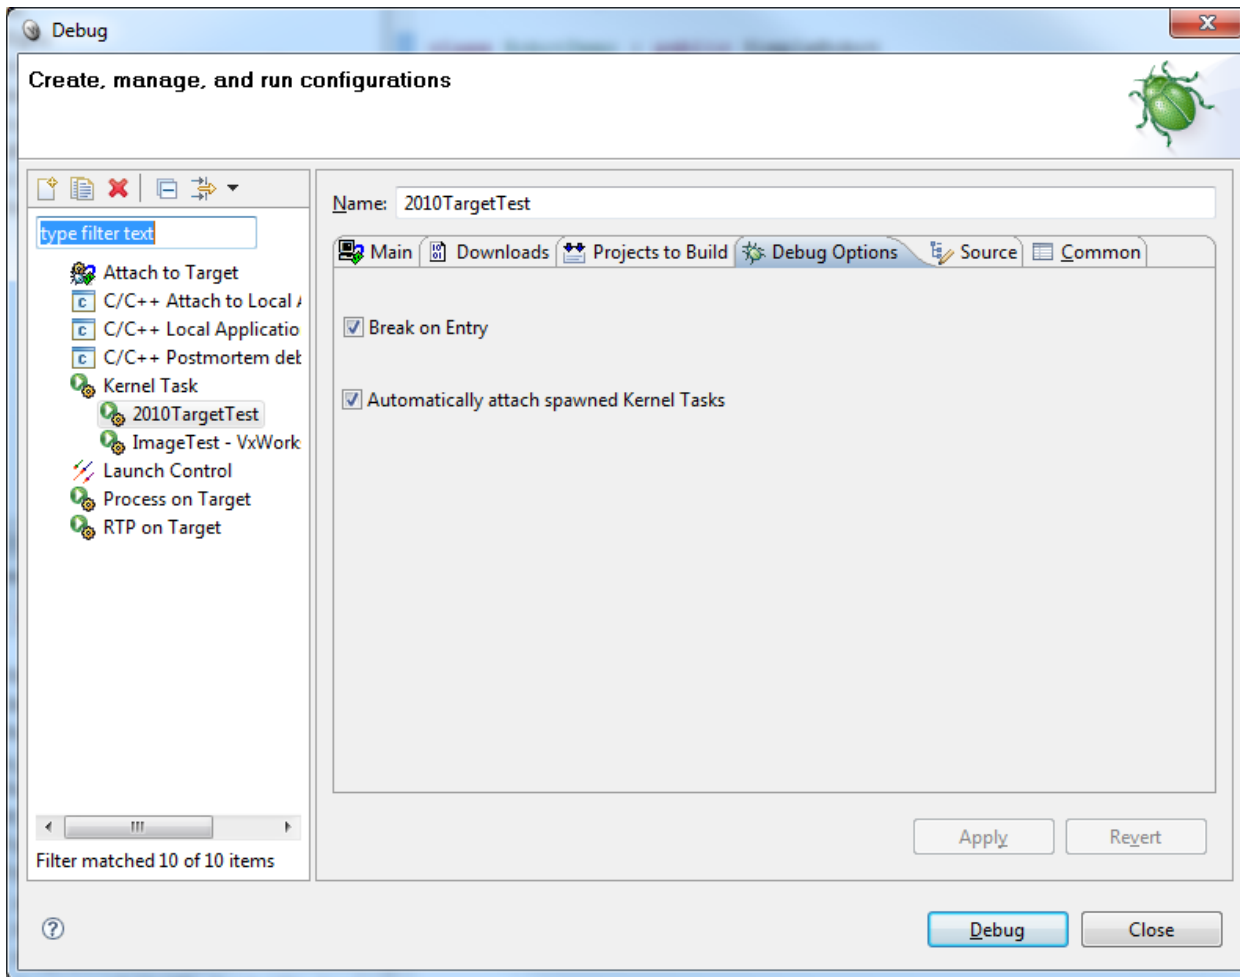 Debug
Create, manage, and run configurations
Name: 2010TargetTest
type filter text
Main Downloads Projects to Build Debug Options Source Common
Attach to Target
C/C++ Attach to Local
C/C++ Local Applicatio
C/C++ Postmortem deb
Kernel Task
2010TargetTest
ImageTest - VxWork
Launch Control
Process on Target
RTP on Target
Break on Entry
Automatically attach spawned Kernel Tasks
Filter matched 10 of 10 items
Apply Revert
Debug Close